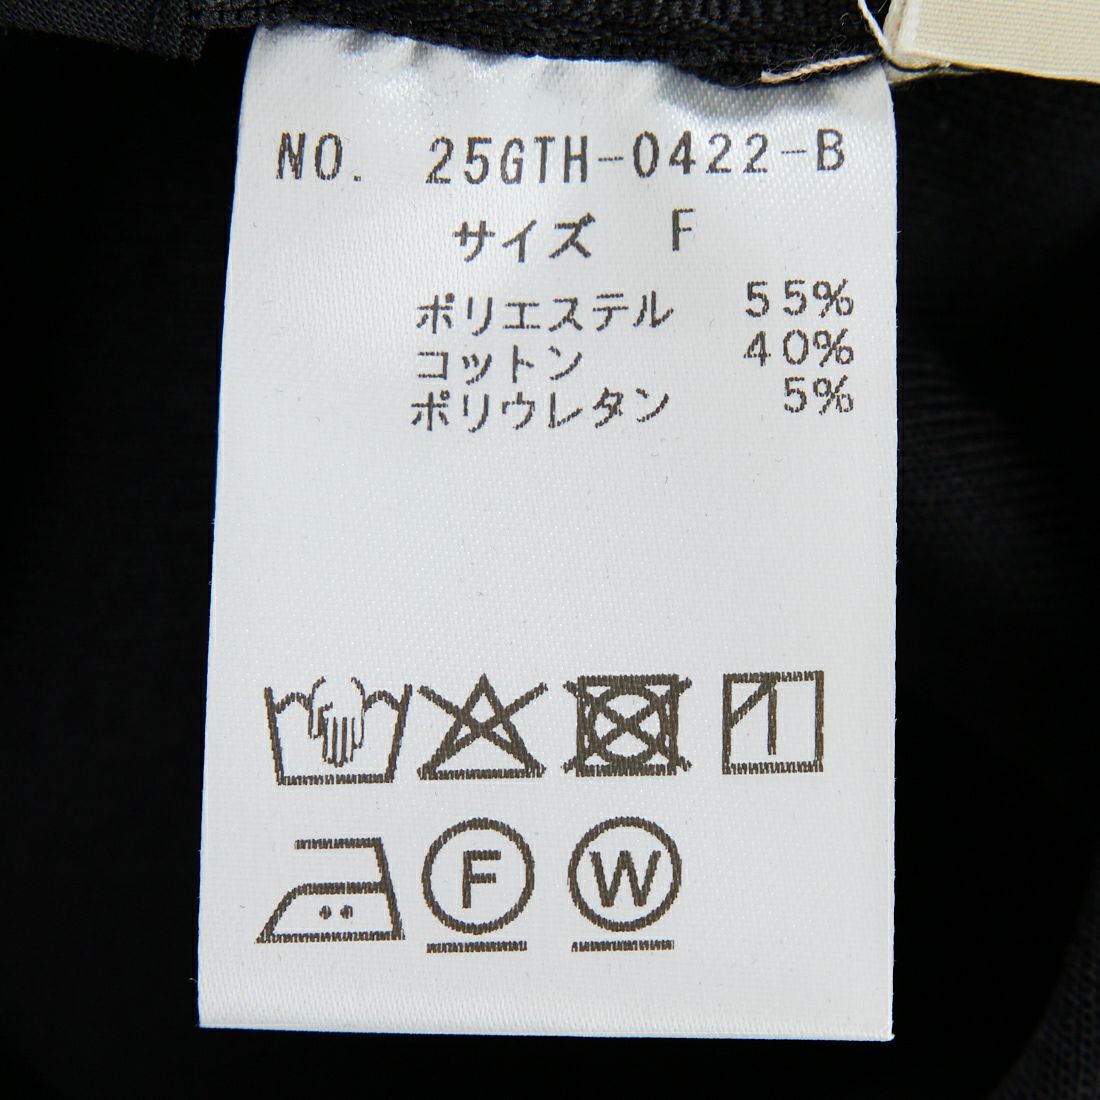 NO. 25GTH-0422-B
サイズ F
ポリエステル 55%
コットン 40%
ポリウレタン 5%
F W